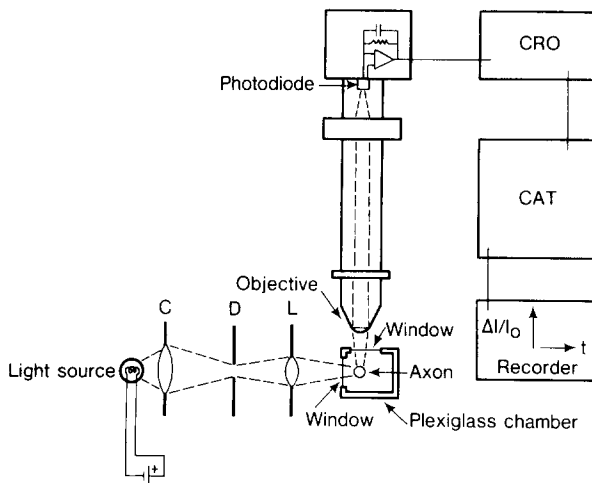 CRO
Photodiode
CAT
Objective
C
D
L
Window
ΔI/I₀
t
Recorder
Light source
Axon
Window
Plexiglass chamber
+